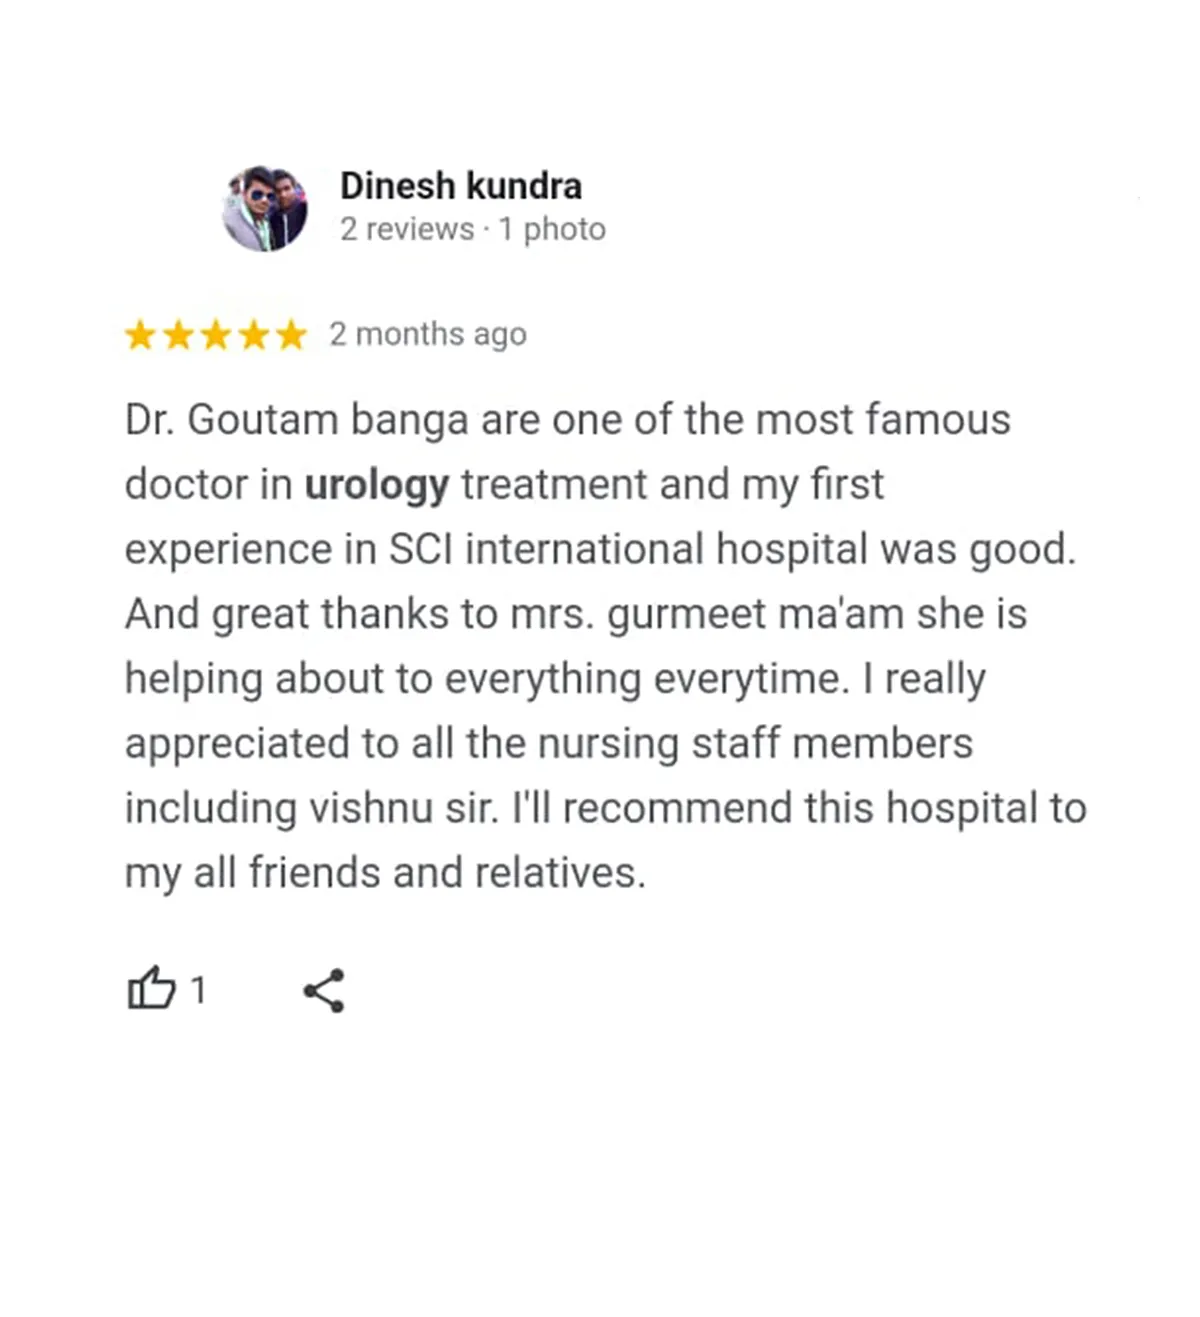 Dinesh kundra
2 reviews · 1 photo
2 months ago
Dr. Goutam banga are one of the most famous
doctor in urology treatment and my first
experience in SCI international hospital was good.
And great thanks to mrs. gurmeet ma'am she is
helping about to everything everytime. I really
appreciated to all the nursing staff members
including vishnu sir. I'll recommend this hospital to
my all friends and relatives.
1